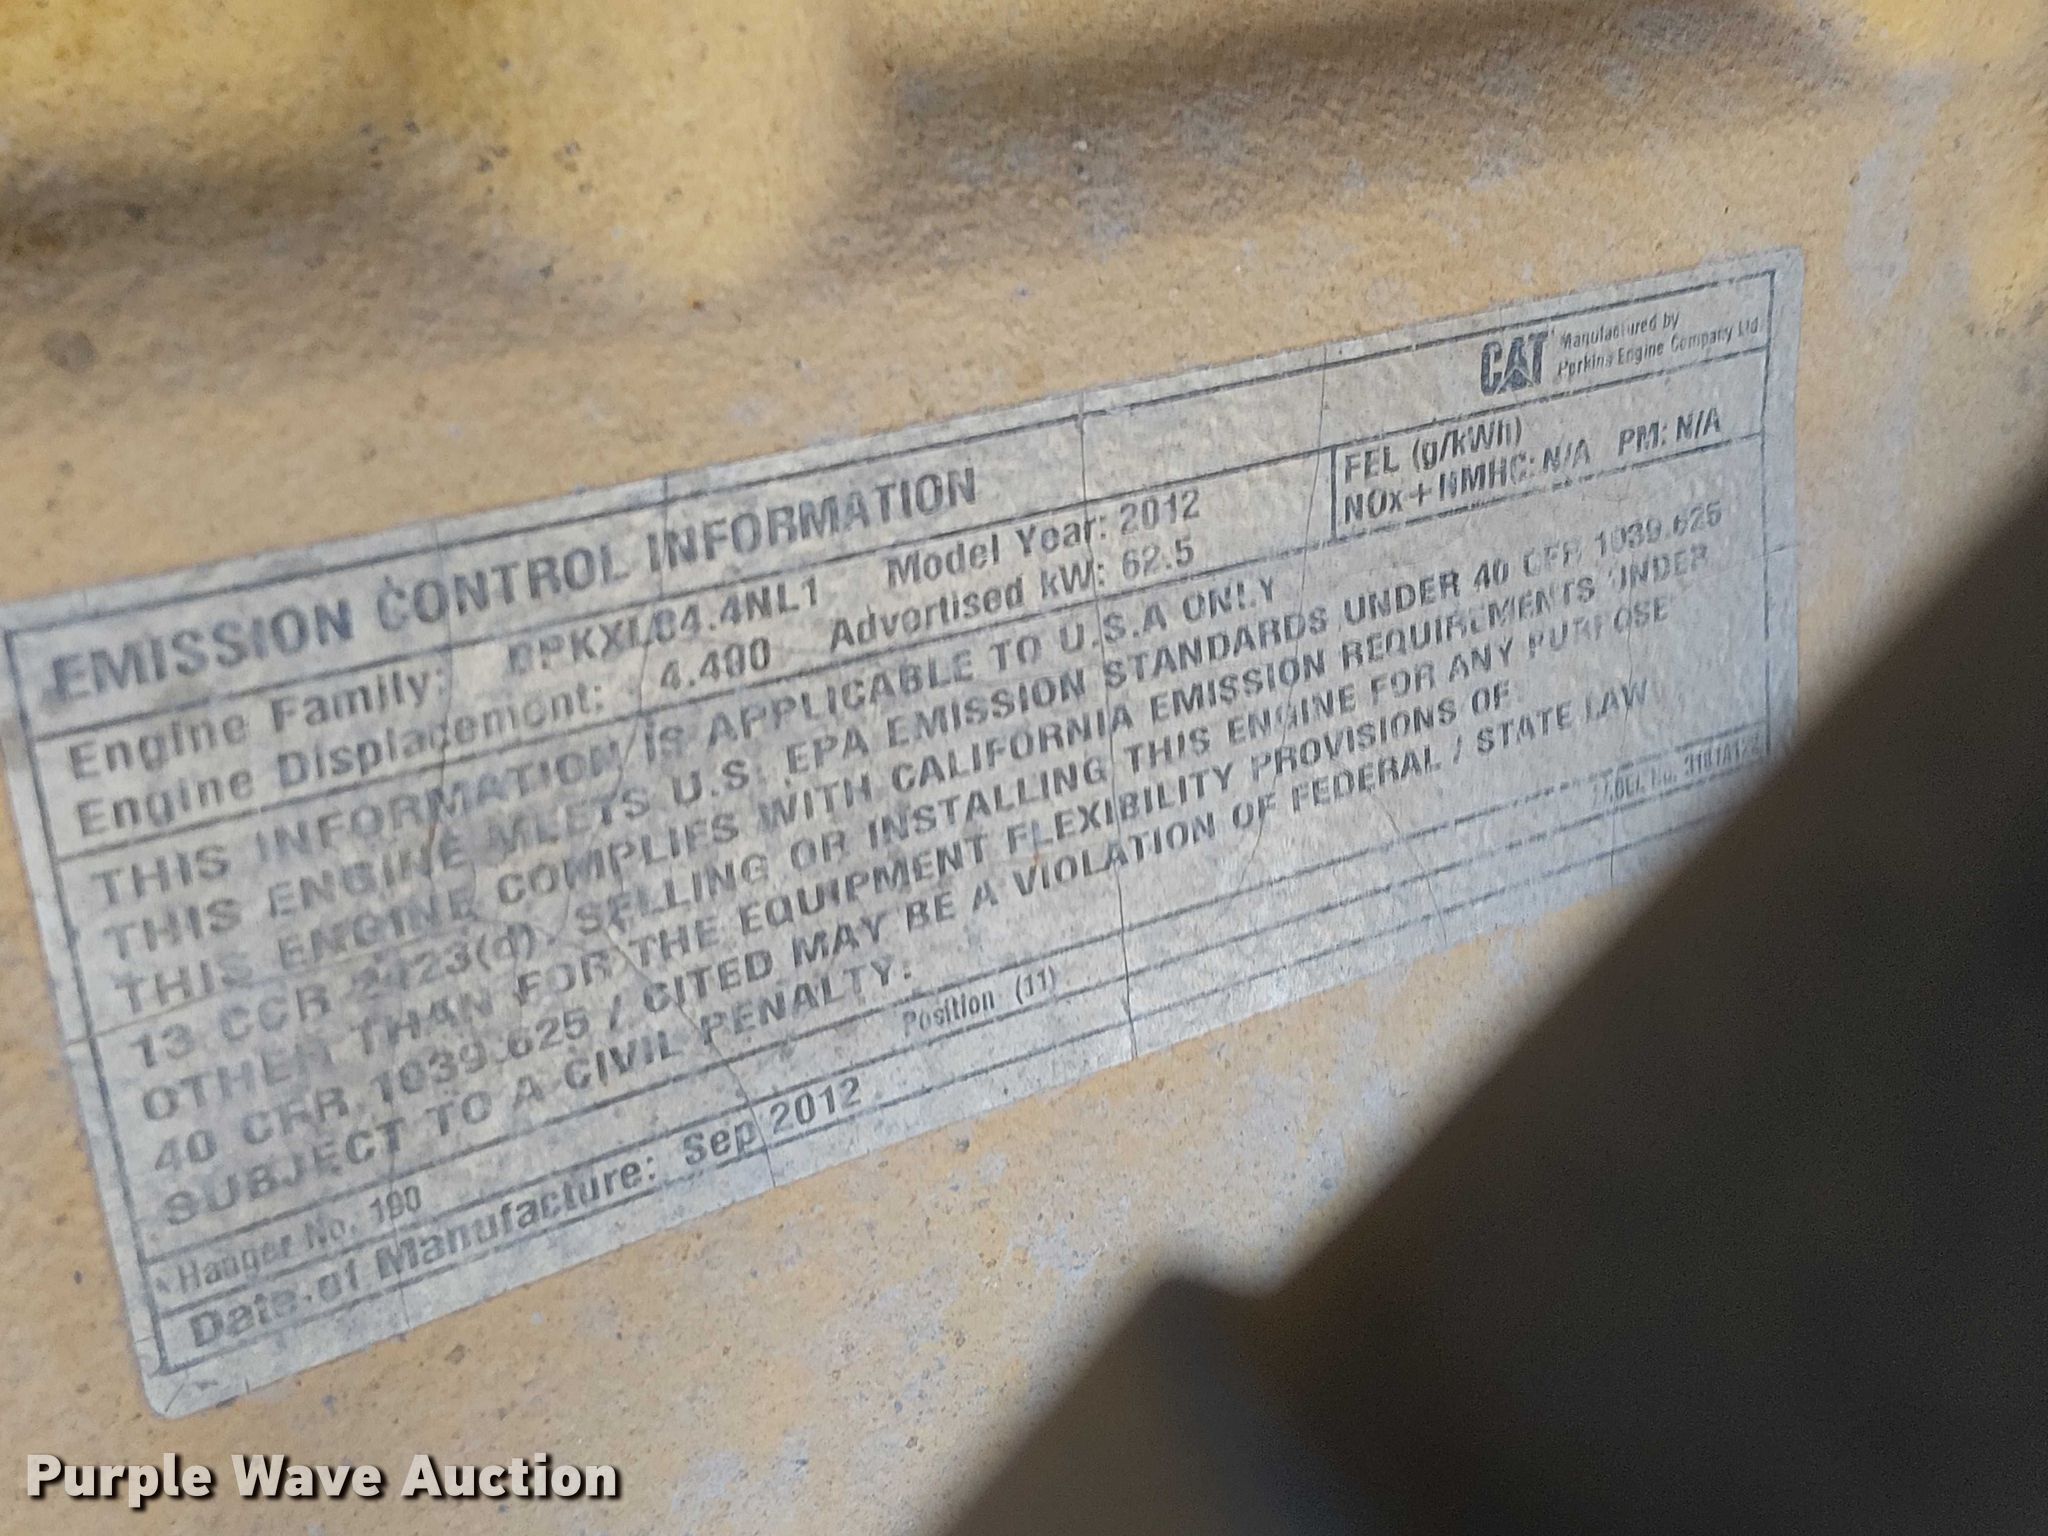 EMISSION CONTROL INFORMATION
CAT Manufactured by
Perkins Engine Company Ltd.
Engine Family: Model Year: 2012
Engine Displacement: 4.400 Advertised kW: 62.5
FEL (g/kWh)
NOx + NMHC: N/A PM: N/A
THIS INFORMATION IS APPLICABLE TO U.S.A ONLY
THIS ENGINE MEETS U.S. EPA EMISSION STANDARDS UNDER 40 CFR 1039.625
THIS ENGINE COMPLIES WITH CALIFORNIA EMISSION REQUIREMENTS UNDER
13 CCR 2423(d). SELLING OR INSTALLING THIS ENGINE FOR ANY PURPOSE
OTHER THAN FOR THE EQUIPMENT FLEXIBILITY PROVISIONS OF
40 CFR 1039.625 / CITED MAY BE A VIOLATION OF FEDERAL / STATE LAW
SUBJECT TO A CIVIL PENALTY.
Hanger No. 190 Position (11) Label No.
Date of Manufacture: Sep 2012
Purple Wave Auction